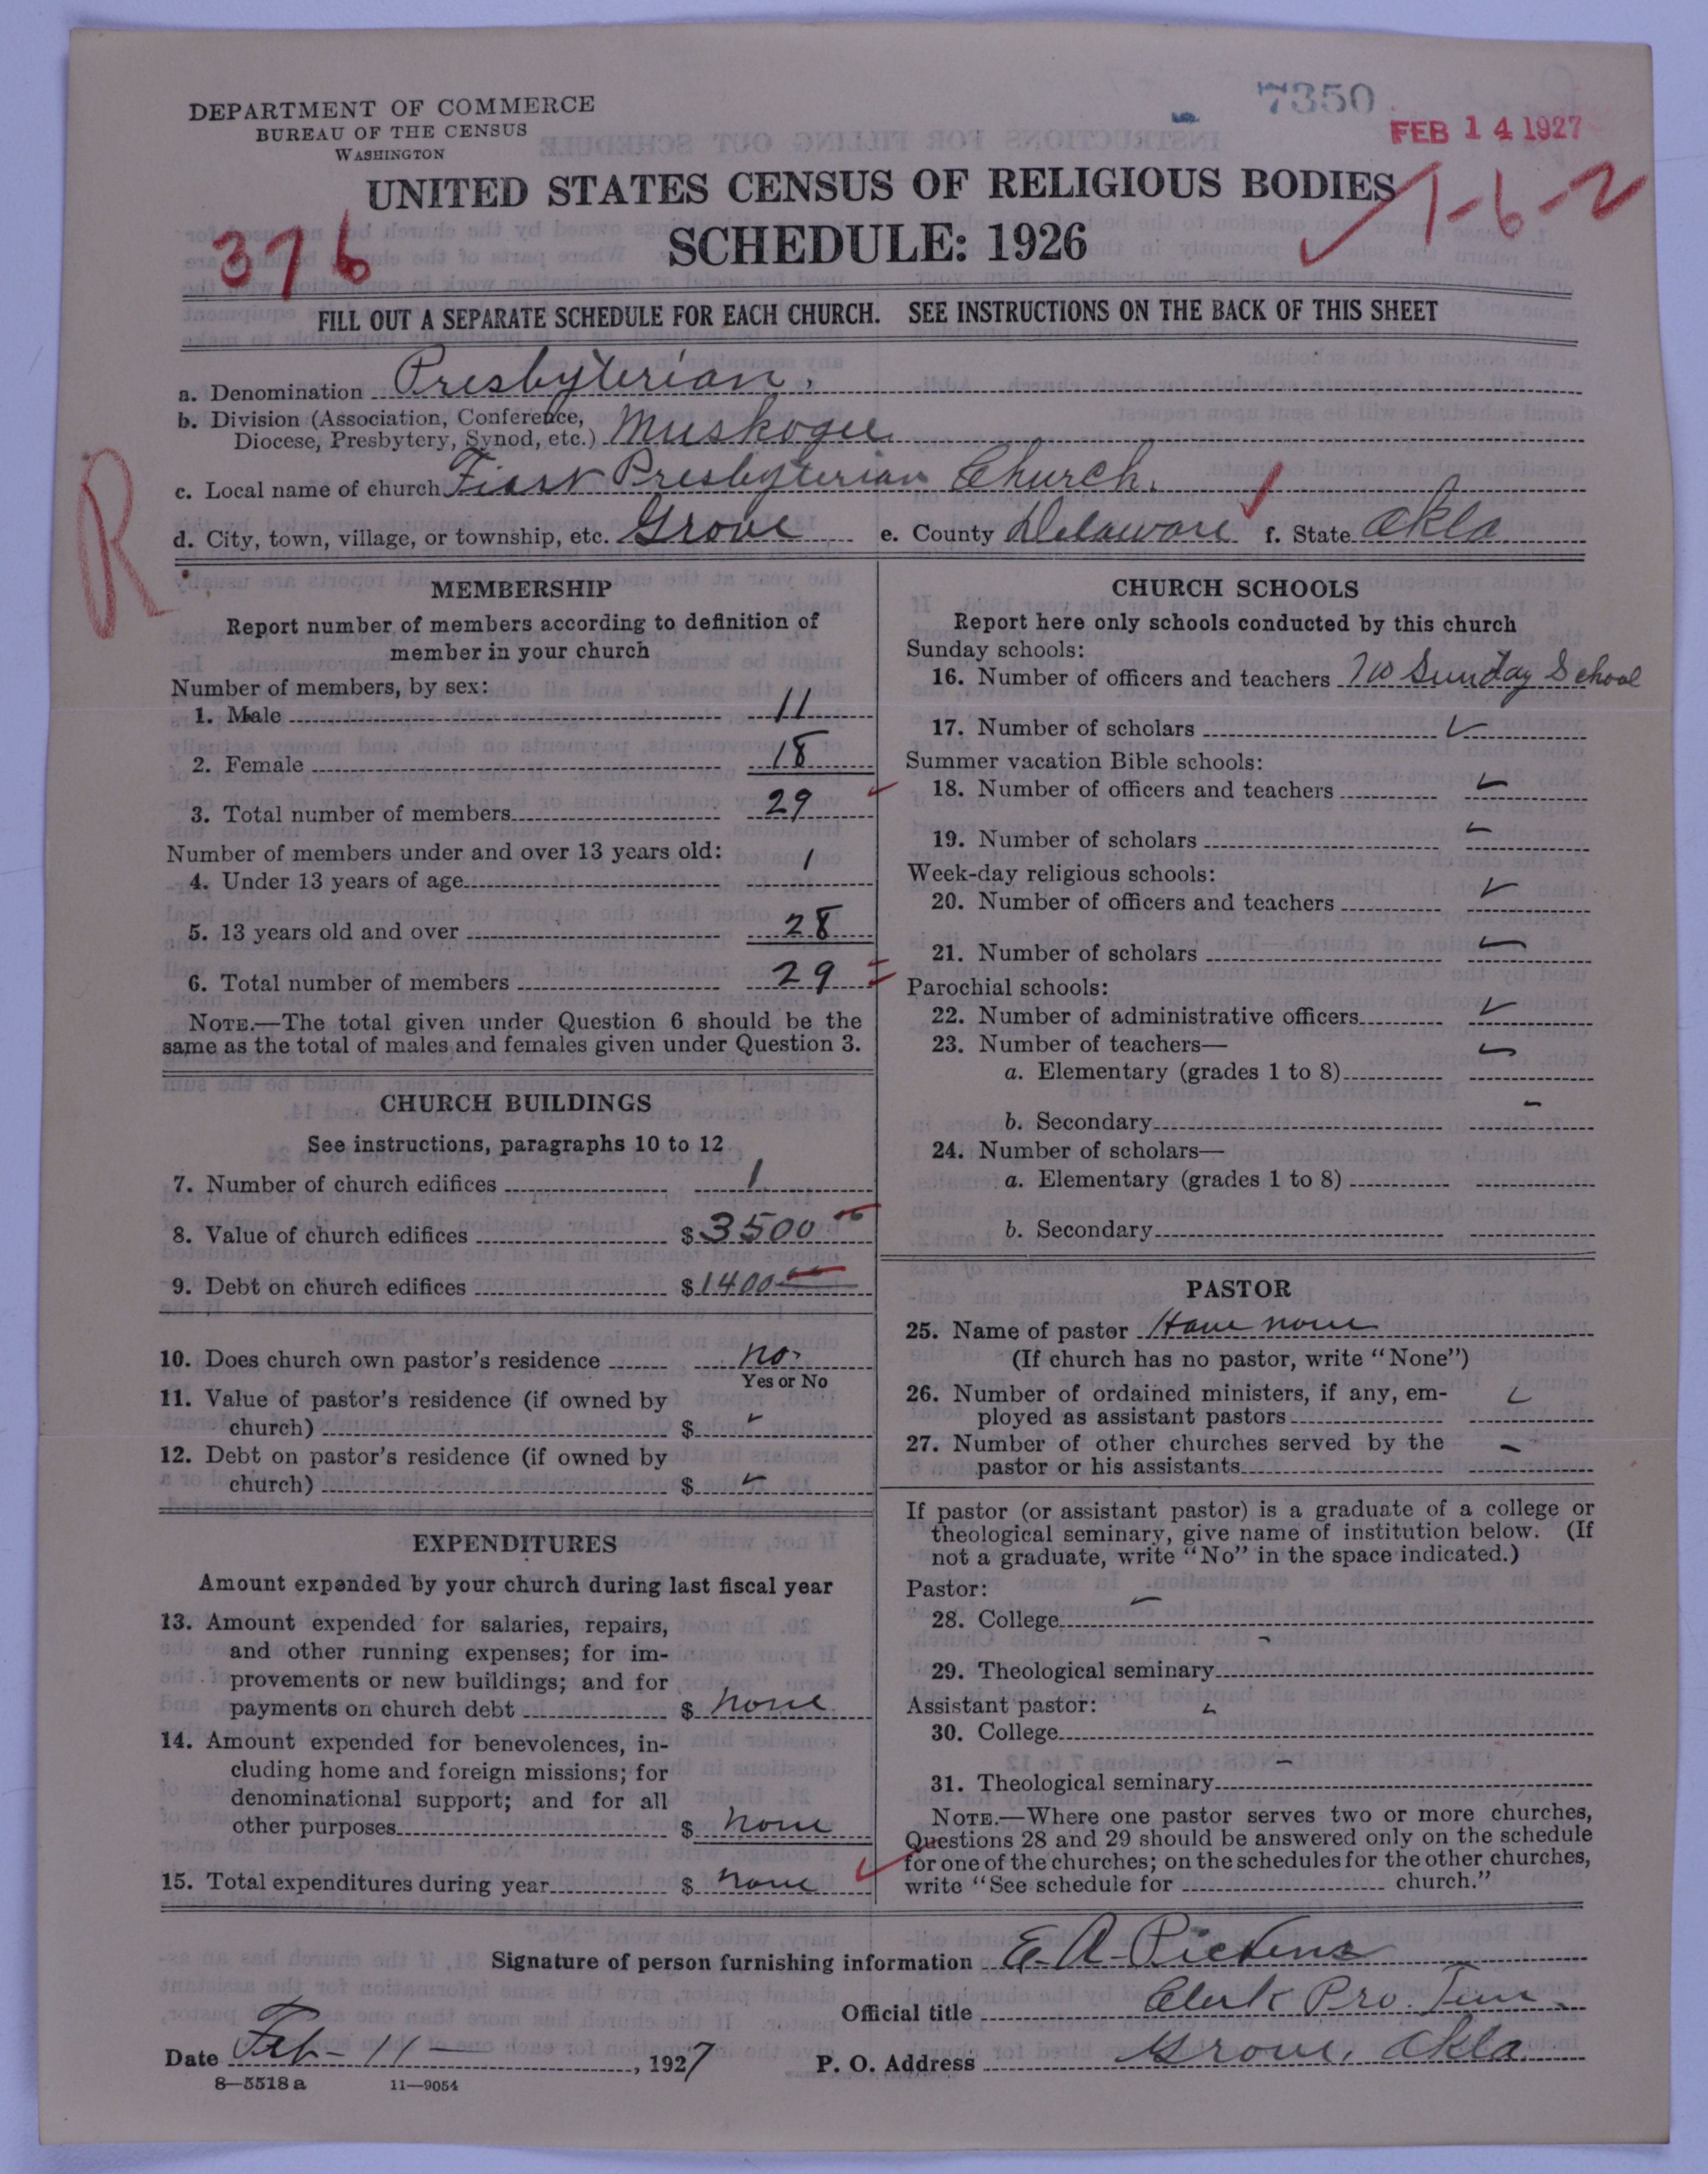 7350
FEB 14 1927
DEPARTMENT OF COMMERCE
BUREAU OF THE CENSUS
WASHINGTON
UNITED STATES CENSUS OF RELIGIOUS BODIES
1-6-2
376
SCHEDULE: 1926
FILL OUT A SEPARATE SCHEDULE FOR EACH CHURCH. SEE INSTRUCTIONS ON THE BACK OF THIS SHEET
R
a. Denomination Presbyterian.
b. Division (Association, Conference,
Diocese, Presbytery, Synod, etc.) Muskogee
c. Local name of church First Presbyterian Church.
d. City, town, village, or township, etc. Grove e. County Delaware f. State Okla
MEMBERSHIP
Report number of members according to definition of
member in your church
Number of members, by sex:
1. Male 11
2. Female 18
3. Total number of members 29
Number of members under and over 13 years old:
4. Under 13 years of age 1
5. 13 years old and over 28
6. Total number of members 29
NOTE.—The total given under Question 6 should be the
same as the total of males and females given under Question 3.
CHURCH BUILDINGS
See instructions, paragraphs 10 to 12
7. Number of church edifices 1
8. Value of church edifices $3500 00
9. Debt on church edifices $1400 00
10. Does church own pastor's residence no.
Yes or No
11. Value of pastor's residence (if owned by
church) $
12. Debt on pastor's residence (if owned by
church) $
EXPENDITURES
Amount expended by your church during last fiscal year
13. Amount expended for salaries, repairs,
and other running expenses; for im-
provements or new buildings; and for
payments on church debt $ none
14. Amount expended for benevolences, in-
cluding home and foreign missions; for
denominational support; and for all
other purposes $ none
15. Total expenditures during year $ none
CHURCH SCHOOLS
Report here only schools conducted by this church
Sunday schools:
16. Number of officers and teachers no Sunday School
17. Number of scholars
Summer vacation Bible schools:
18. Number of officers and teachers
19. Number of scholars
Week-day religious schools:
20. Number of officers and teachers
21. Number of scholars
Parochial schools:
22. Number of administrative officers
23. Number of teachers—
a. Elementary (grades 1 to 8)
b. Secondary
24. Number of scholars—
a. Elementary (grades 1 to 8)
b. Secondary
PASTOR
25. Name of pastor Have none
(If church has no pastor, write "None")
26. Number of ordained ministers, if any, em-
ployed as assistant pastors
27. Number of other churches served by the
pastor or his assistants
If pastor (or assistant pastor) is a graduate of a college or
theological seminary, give name of institution below. (If
not a graduate, write "No" in the space indicated.)
Pastor:
28. College
29. Theological seminary
Assistant pastor:
30. College
31. Theological seminary
NOTE.—Where one pastor serves two or more churches,
Questions 28 and 29 should be answered only on the schedule
for one of the churches; on the schedules for the other churches,
write "See schedule for church."
Signature of person furnishing information E. A. Pickens
Official title Clerk Pro. Tem.
Date Feb - 11 - , 1927 P. O. Address Grove, Okla.
8—5518 a 11—9054